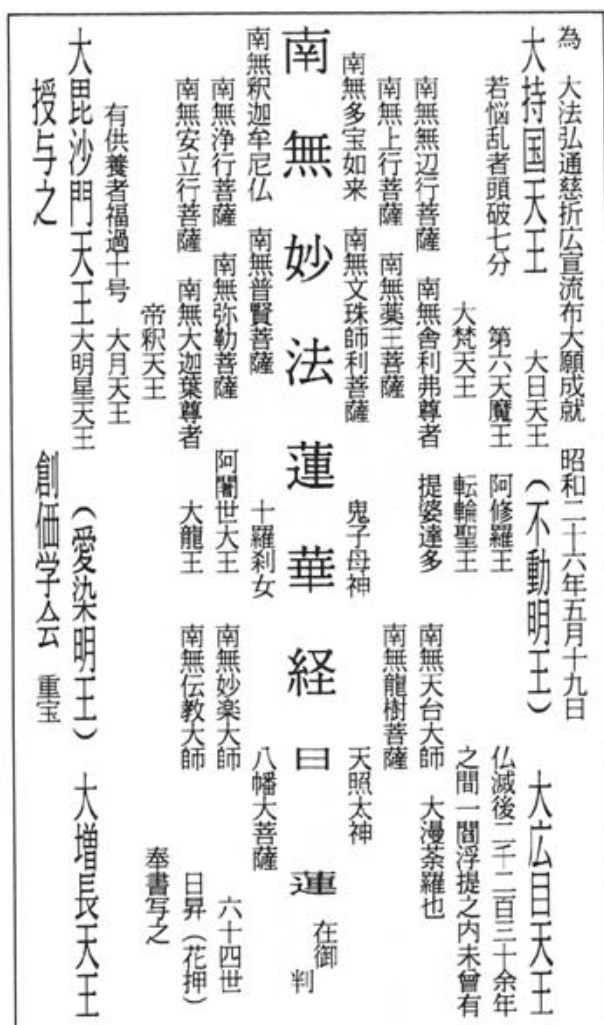 為　大法弘通慈折広宣流布大願成就　昭和二十六年五月十九日
大持国天王　大日天王　（不動明王）　大広目天王
若悩乱者頭破七分　第六天魔王　阿修羅王　仏滅後二千二百三十余年
大梵天王　転輪聖王　之間一閻浮提之内未曾有
南無無辺行菩薩　南無舎利弗尊者　提婆達多　南無天台大師　大漫荼羅也
南無上行菩薩　南無薬王菩薩　南無龍樹菩薩
南無多宝如来　南無文珠師利菩薩　鬼子母神　天照太神
南無妙法蓮華経　日蓮　在御判
南無釈迦牟尼仏　南無普賢菩薩　十羅刹女　八幡大菩薩
南無浄行菩薩　南無弥勒菩薩　阿闍世大王　南無妙楽大師　六十四世
南無安立行菩薩　南無大迦葉尊者　大龍王　南無伝教大師　日昇（花押）
帝釈天王　奉書写之
有供養者福過十号　大月天王
大毘沙門天王　大明星天王　（愛染明王）　大増長天王
授与之　創価学会　重宝